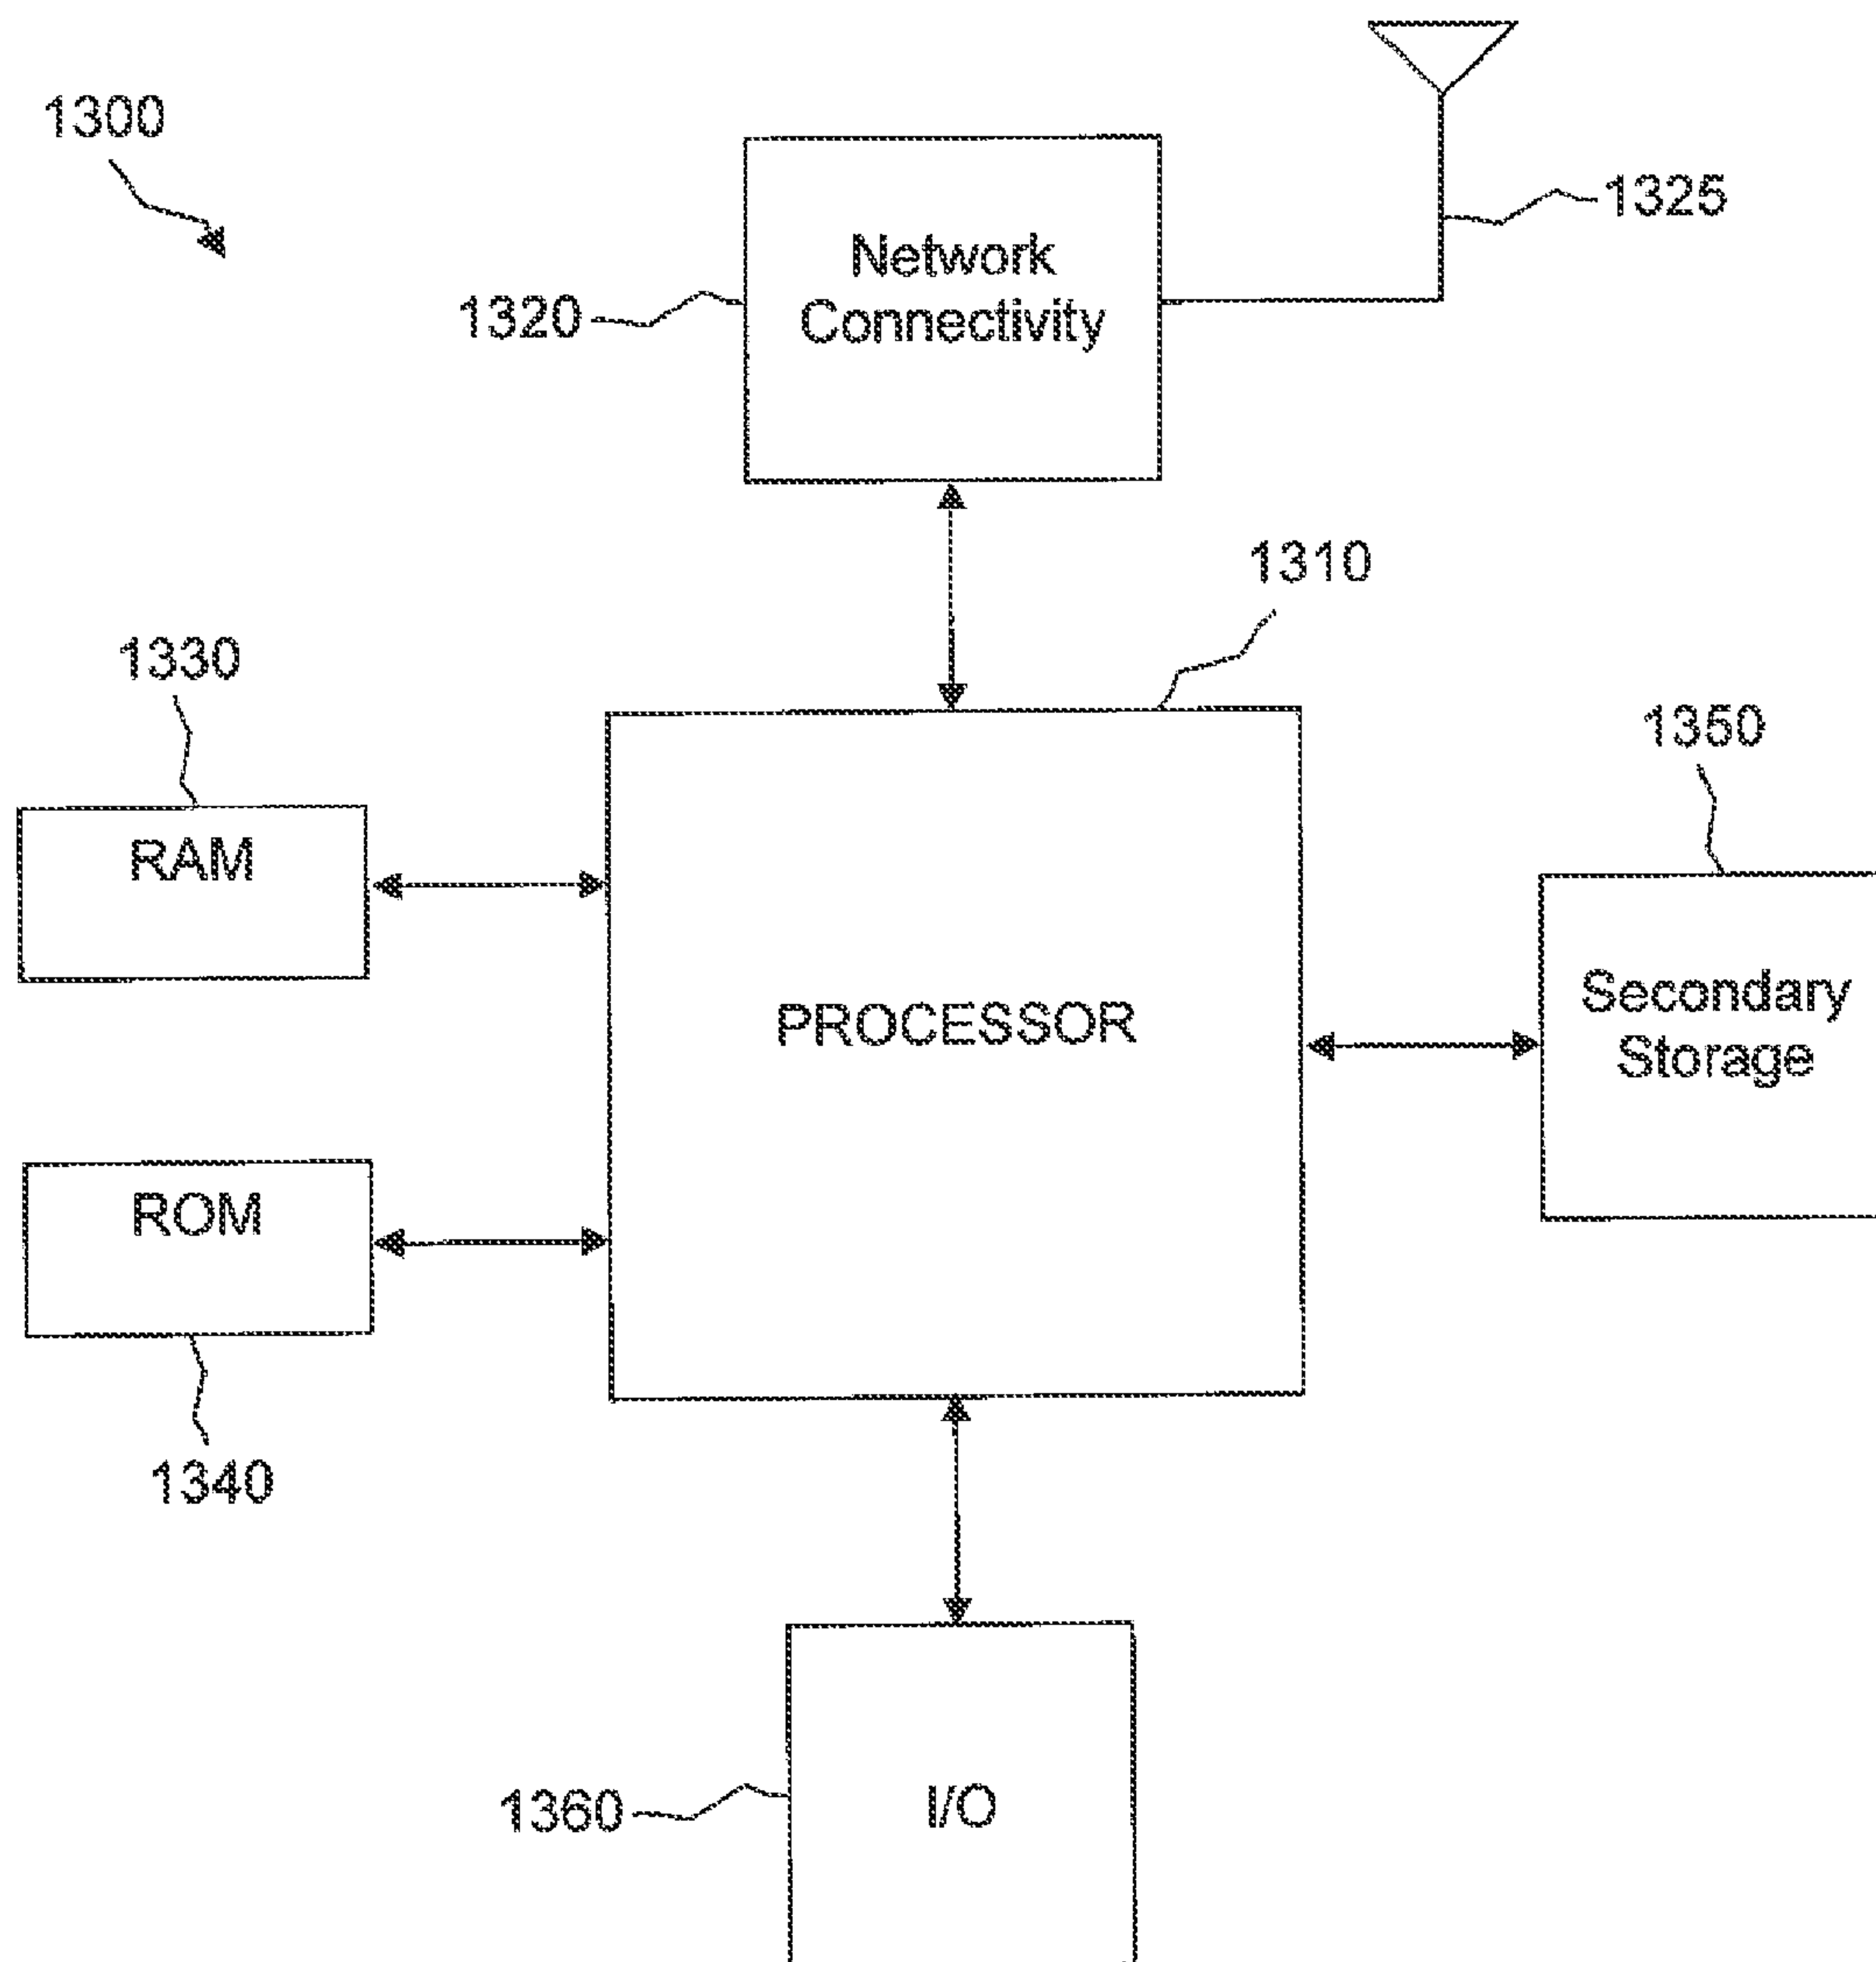 1300
1325
Network
Connectivity
1320
1310
1330
1350
RAM
PROCESSOR
Secondary
Storage
ROM
1340
1360
I/O